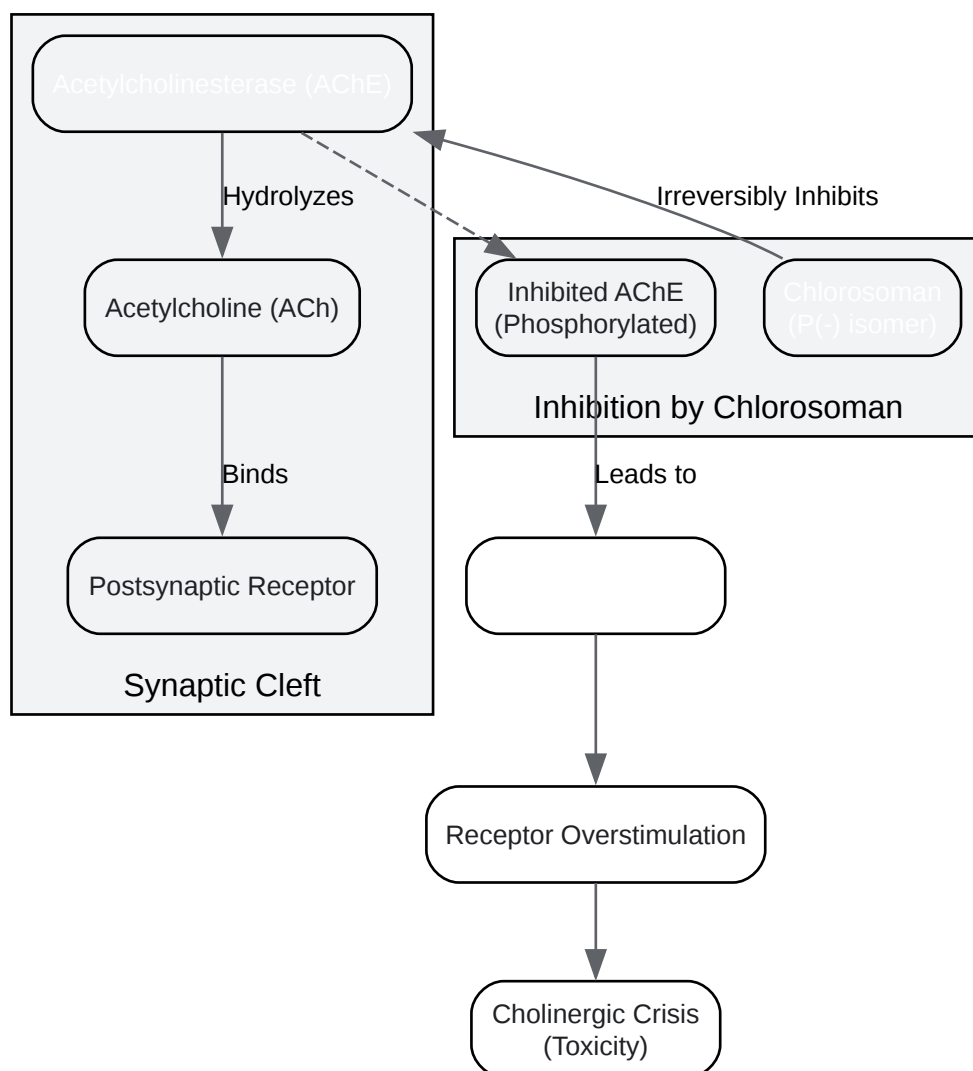 Acetylcholinesterase (AChE)
Hydrolyzes
Irreversibly Inhibits
Acetylcholine (ACh)
Inhibited AChE
(Phosphorylated)
Chlorosoman
(P(-) isomer)
Inhibition by Chlorosoman
Binds
Leads to
Postsynaptic Receptor
Synaptic Cleft
Receptor Overstimulation
Cholinergic Crisis
(Toxicity)